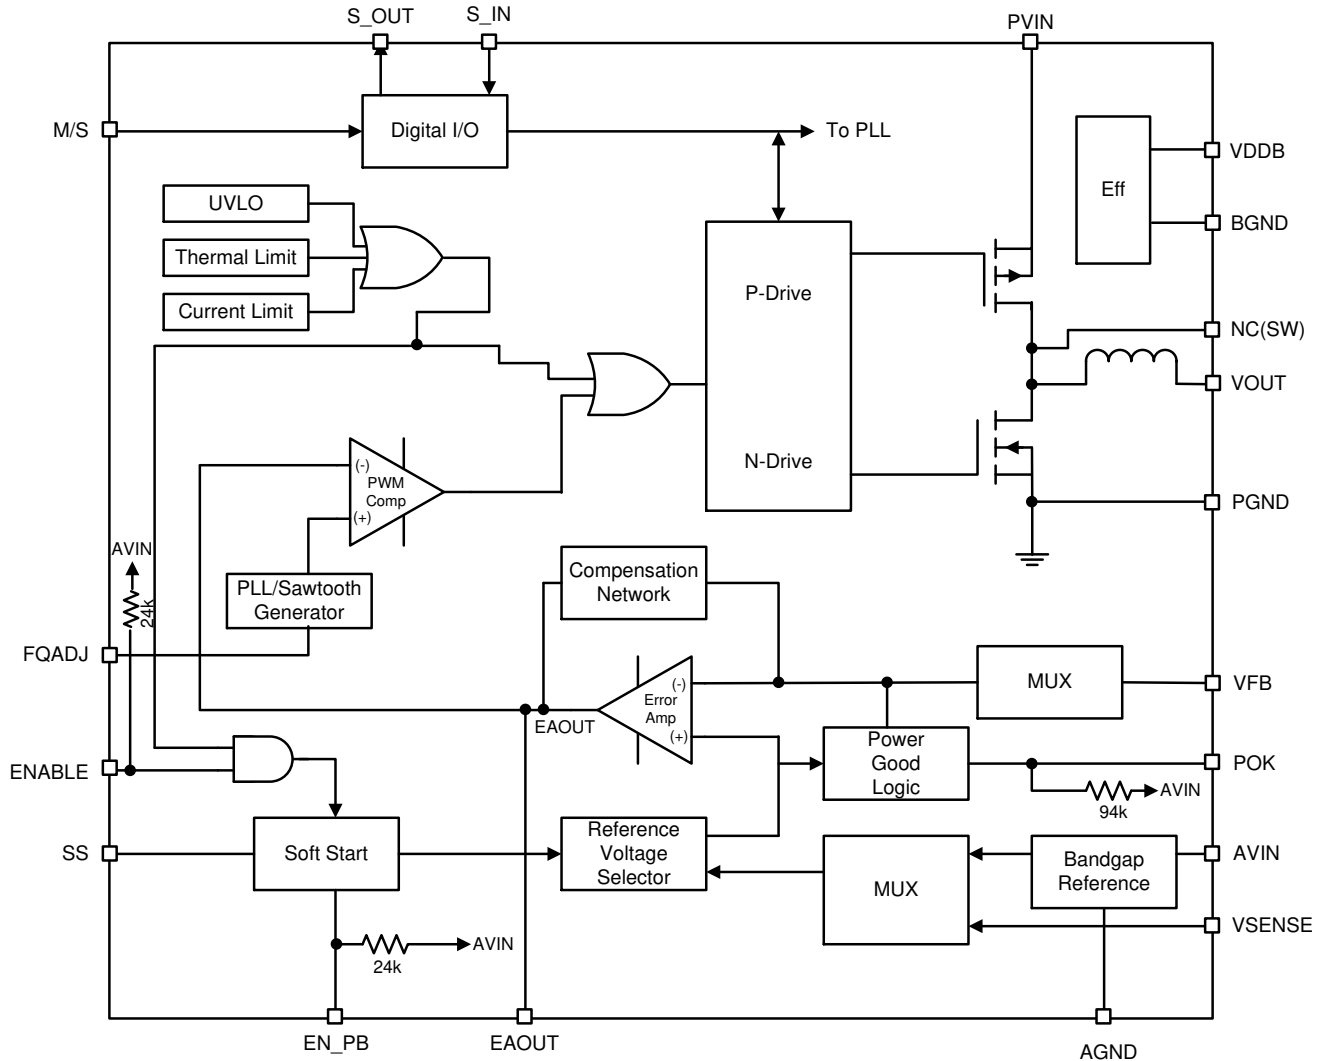 S_OUT
S_IN
PVIN
M/S
Digital I/O
To PLL
VDDB
Eff
UVLO
BGND
Thermal Limit
P-Drive
Current Limit
NC(SW)
VOUT
(-)
PWM
Comp
(+)
N-Drive
PGND
AVIN
24k
PLL/Sawtooth
Generator
Compensation
Network
FQADJ
(-)
Error
Amp
(+)
EAOUT
MUX
VFB
Power
Good
Logic
POK
ENABLE
94k
AVIN
SS
Soft Start
Reference
Voltage
Selector
MUX
Bandgap
Reference
AVIN
VSENSE
24k
AVIN
EN_PB
EAOUT
AGND